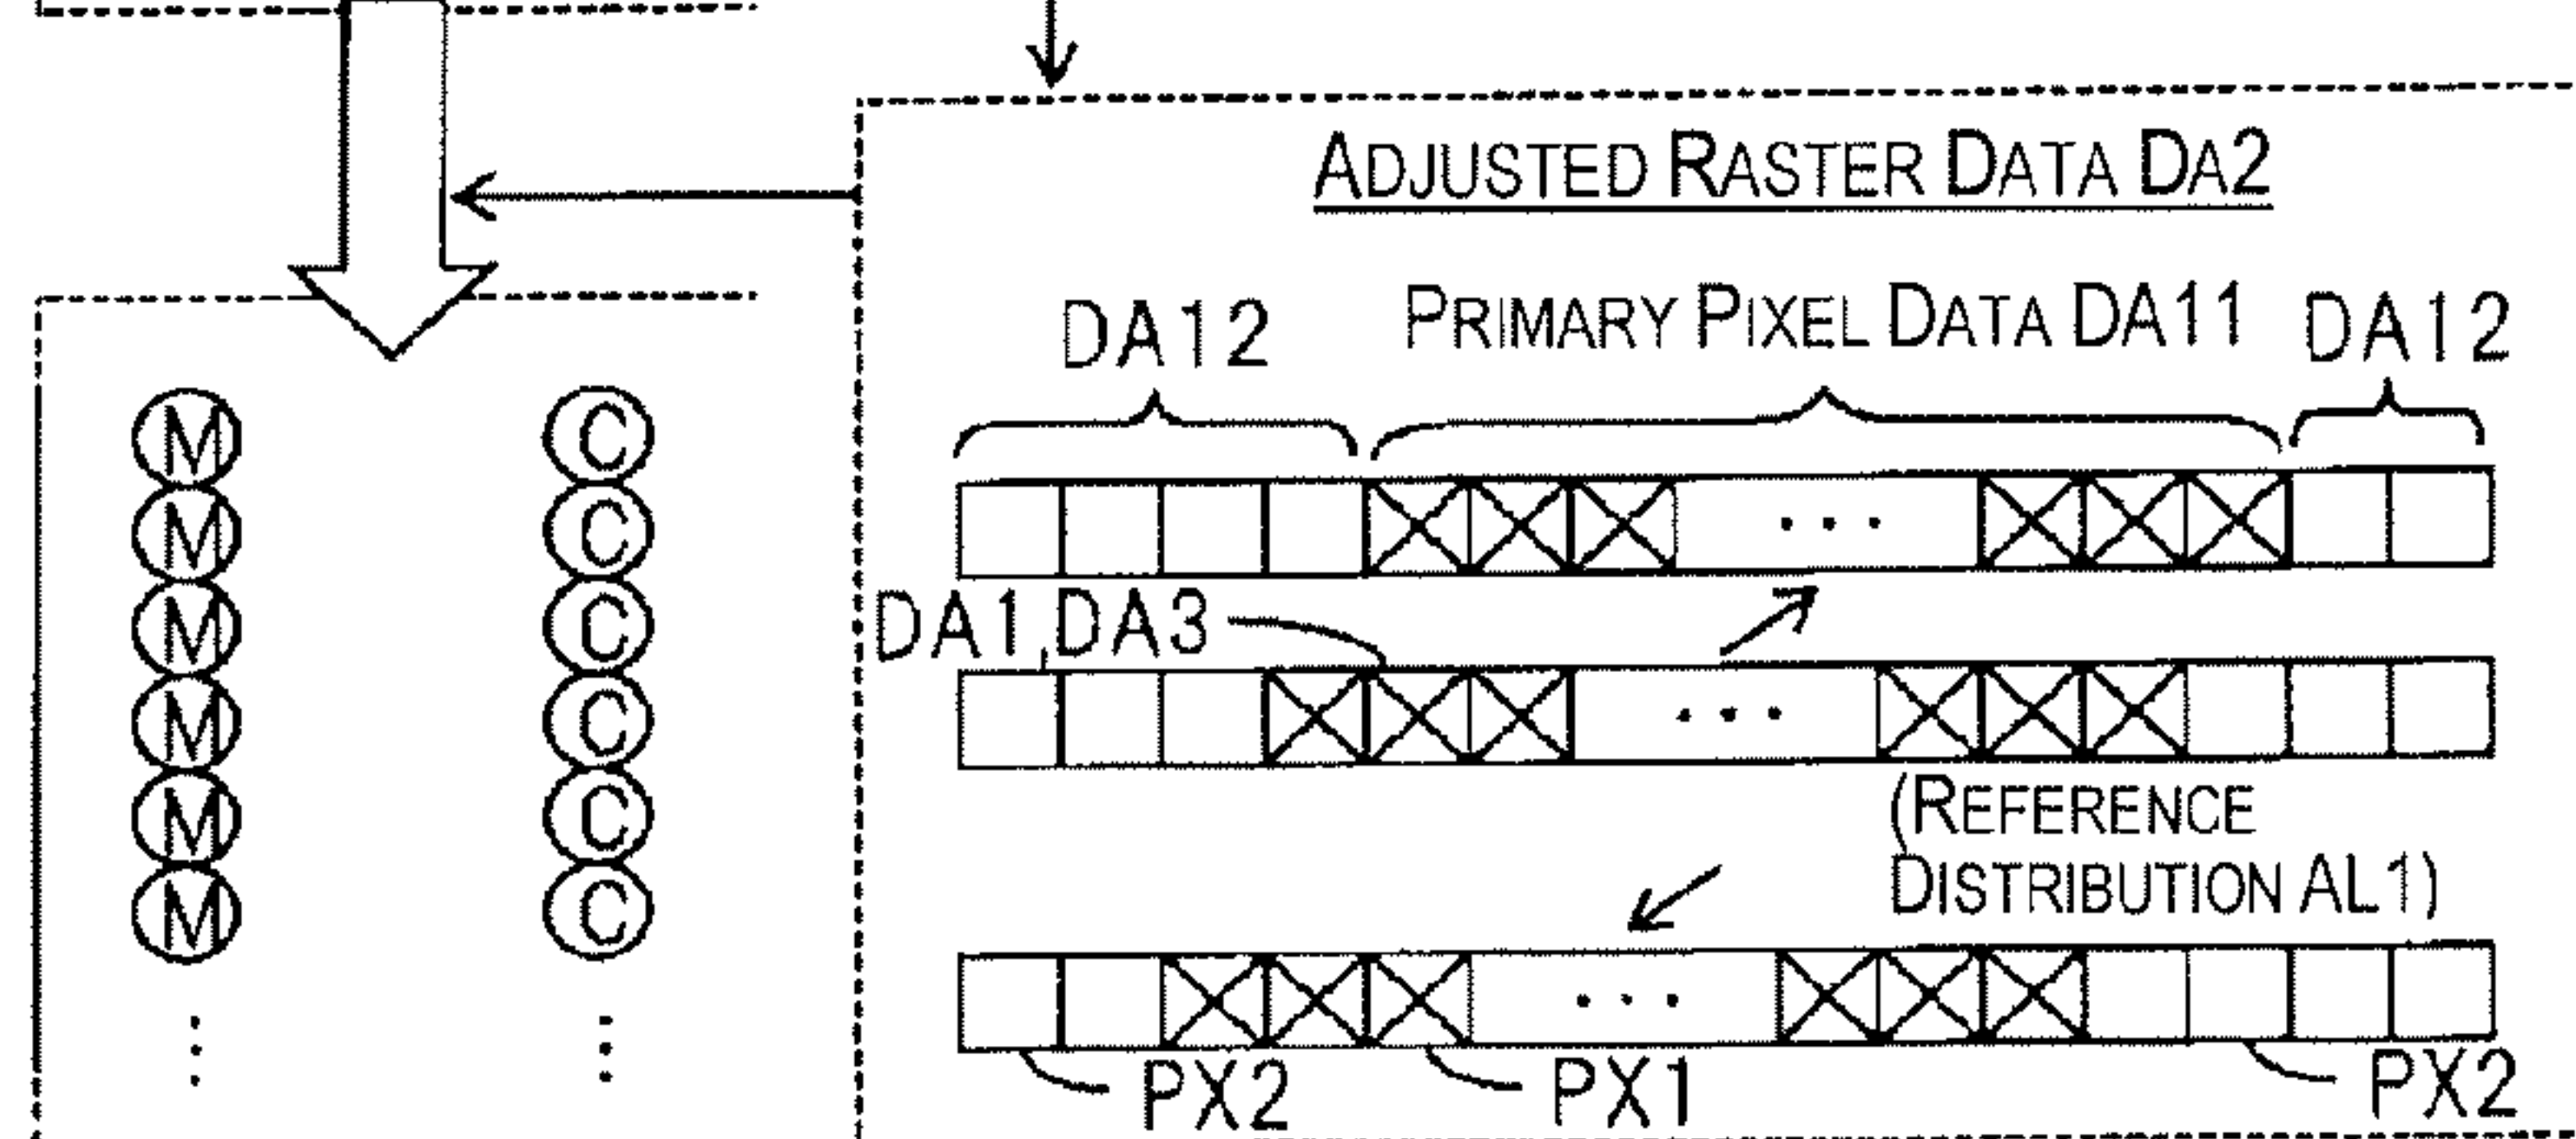 ADJUSTED RASTER DATA DA2
DA12
PRIMARY PIXEL DATA DA11
DA12
M
M
M
M
M
M
C
C
C
C
C
C
DA1,DA3
(REFERENCE
DISTRIBUTION AL1)
PX2
PX1
PX2